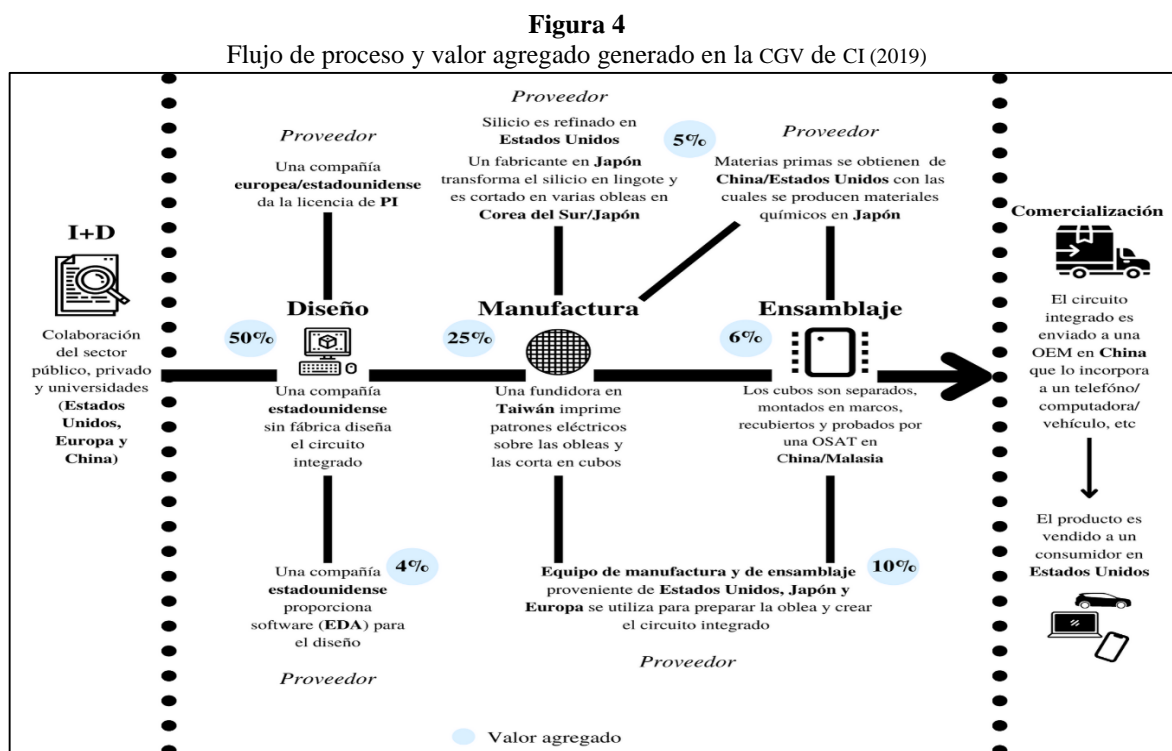 Figura 4
Flujo de proceso y valor agregado generado en la CGV de CI (2019)
I+D
Colaboración
del sector
público, privado
y universidades
(Estados
Unidos,
Europa y
China)
Proveedor
Una compañía
europea/estadounidense
da la licencia de PI
Proveedor
Silicio es refinado en
Estados Unidos
Un fabricante en Japón
transforma el silicio en lingote y
es cortado en varias obleas en
Corea del Sur/Japón
5%
Proveedor
Materias primas se obtienen de
China/Estados Unidos con las
cuales se producen materiales
químicos en Japón
Diseño
50%
Una compañía
estadounidense
sin fábrica diseña
el circuito
integrado
Manufactura
25%
Una fundidora en
Taiwán imprime
patrones eléctricos
sobre las obleas y
las corta en cubos
Ensamblaje
6%
Los cubos son separados,
montados en marcos,
recubiertos y probados por
una OSAT en
China/Malasia
Una compañía
estadounidense
proporciona
software (EDA) para
el diseño
4%
Proveedor
Equipo de manufactura y de ensamblaje
proveniente de Estados Unidos, Japón y
Europa se utiliza para preparar la oblea y crear
el circuito integrado
10%
Proveedor
Comercialización
El circuito
integrado es
enviado a una
OEM en China
que lo incorpora
a un telefóno/
computadora/
vehículo, etc
El producto es
vendido a un
consumidor en
Estados Unidos
Valor agregado